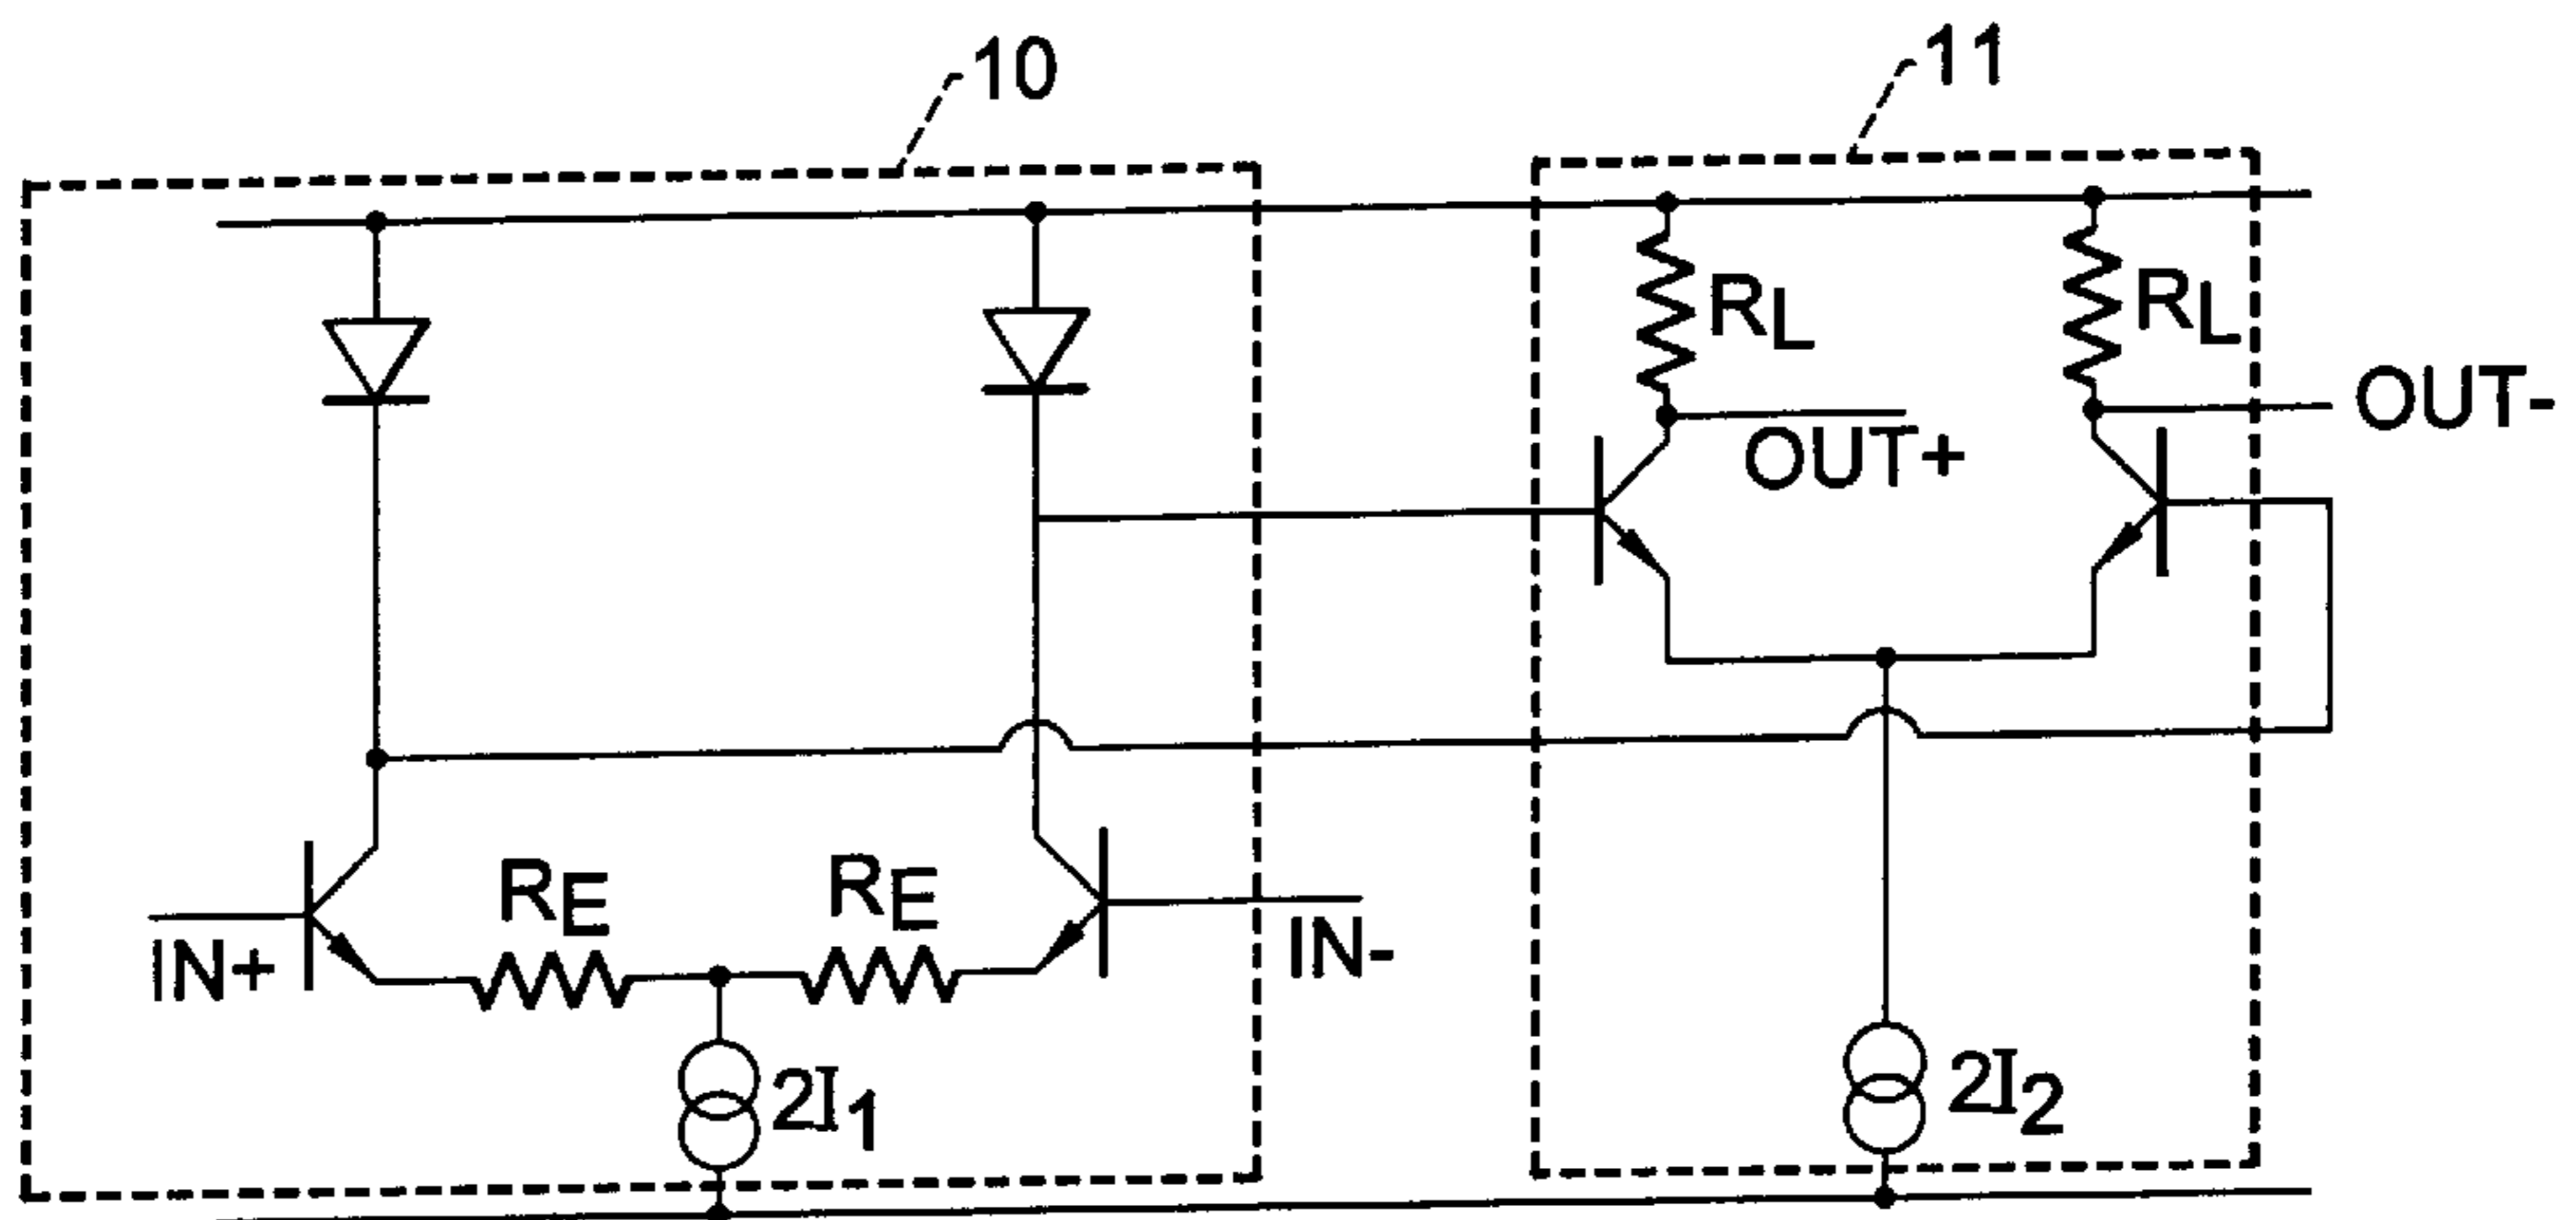 10
11
RL
RL
OUT-
OUT+
RE
RE
IN+
IN-
2I1
2I2